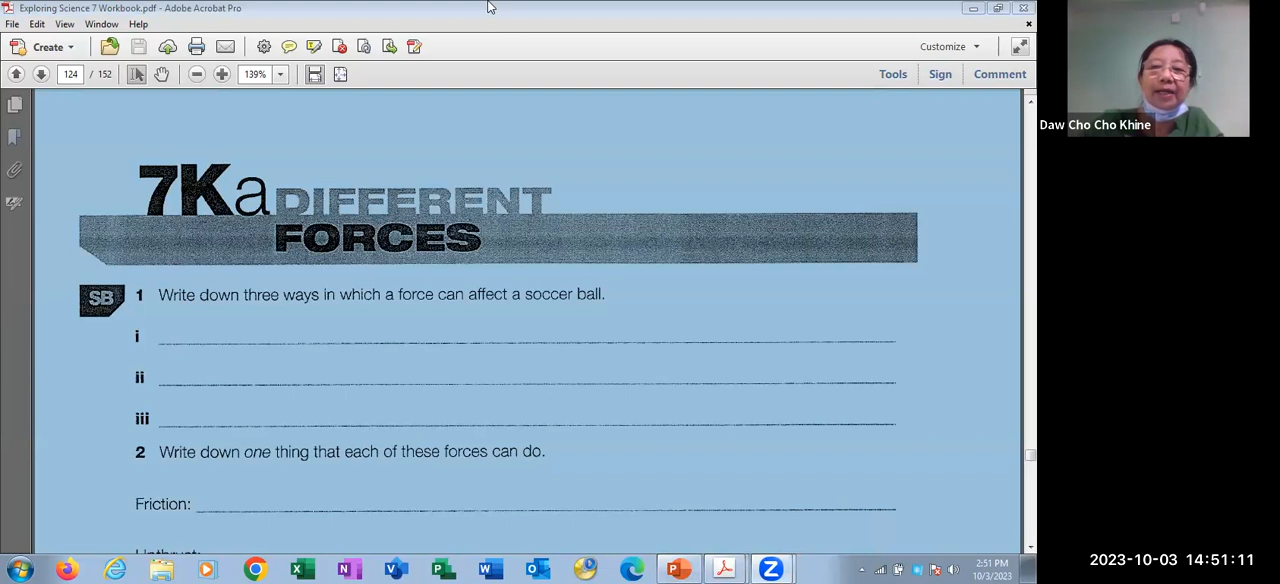 Exploring Science 7 Workbook.pdf - Adobe Acrobat Pro
File Edit View Window Help
Create
Customize
124 / 152
139%
Tools Sign Comment
Daw Cho Cho Khine
7Ka DIFFERENT
FORCES
SB 1 Write down three ways in which a force can affect a soccer ball.
i
ii
iii
2 Write down one thing that each of these forces can do.
Friction:
2:51 PM
10/3/2023
2023-10-03 14:51:11